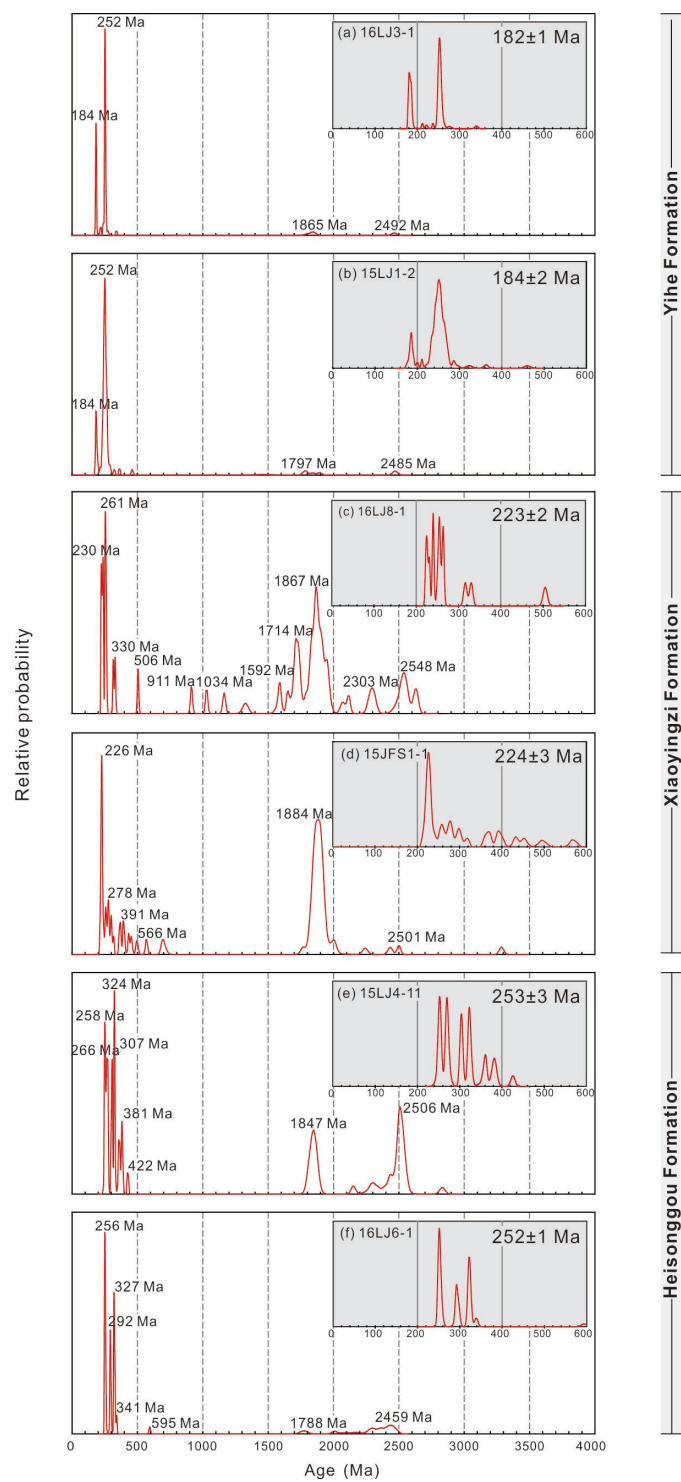 252 Ma
(a) 16LJ3-1
182±1 Ma
184 Ma
0 100 200 300 400 500 600
1865 Ma
2492 Ma
252 Ma
(b) 15LJ1-2
184±2 Ma
184 Ma
0 100 200 300 400 500 600
1797 Ma
2485 Ma
Yihe Formation
261 Ma
(c) 16LJ8-1
223±2 Ma
230 Ma
0 100 200 300 400 500 600
1867 Ma
1714 Ma
330 Ma
506 Ma
1592 Ma
2548 Ma
911 Ma
1034 Ma
2303 Ma
226 Ma
(d) 15JFS1-1
224±3 Ma
0 100 200 300 400 500 600
1884 Ma
278 Ma
391 Ma
566 Ma
2501 Ma
Xiaoyingzi Formation
324 Ma
(e) 15LJ4-11
253±3 Ma
258 Ma
307 Ma
266 Ma
0 100 200 300 400 500 600
381 Ma
1847 Ma
2506 Ma
422 Ma
256 Ma
(f) 16LJ6-1
252±1 Ma
327 Ma
292 Ma
0 100 200 300 400 500 600
341 Ma
595 Ma
1788 Ma
2459 Ma
Heisonggou Formation
0 500 1000 1500 2000 2500 3000 3500 4000
Age (Ma)
Relative probability